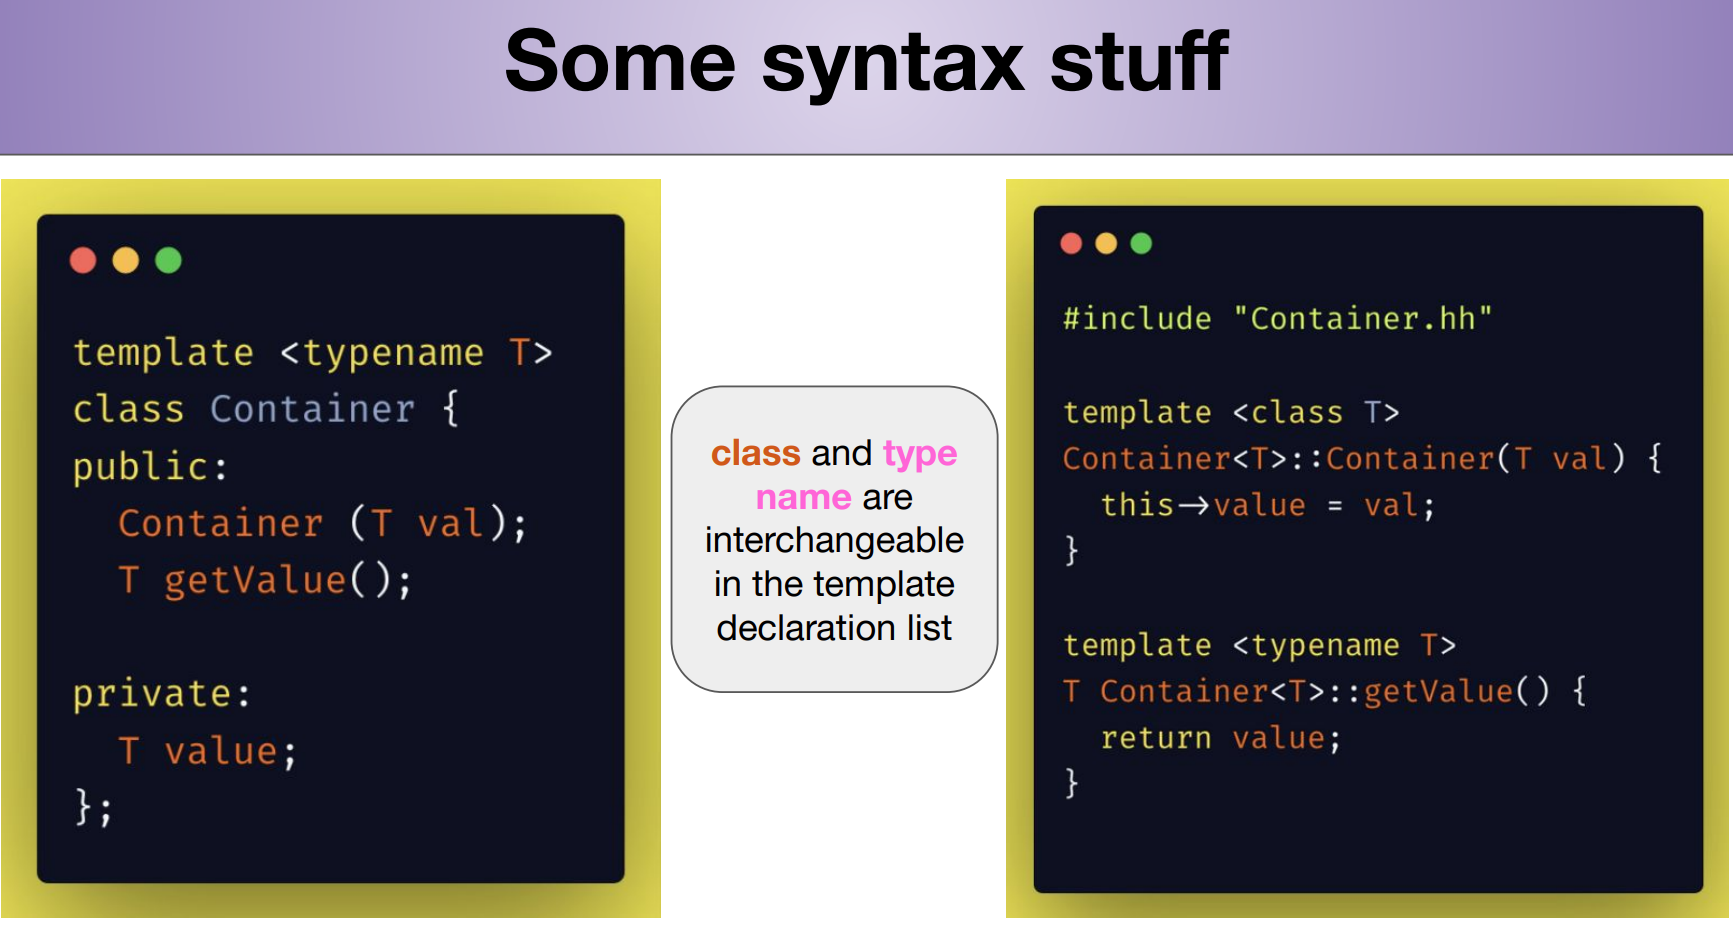 Some syntax stuff
template <typename T>
class Container {
public:
  Container (T val);
  T getValue();

private:
  T value;
};
class and type
name are
interchangeable
in the template
declaration list
#include "Container.hh"

template <class T>
Container<T>::Container(T val) {
  this->value = val;
}

template <typename T>
T Container<T>::getValue() {
  return value;
}